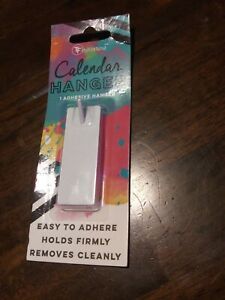 Calendar
HANGER
1 ADHESIVE HANGER
EASY TO ADHERE
HOLDS FIRMLY
REMOVES CLEANLY